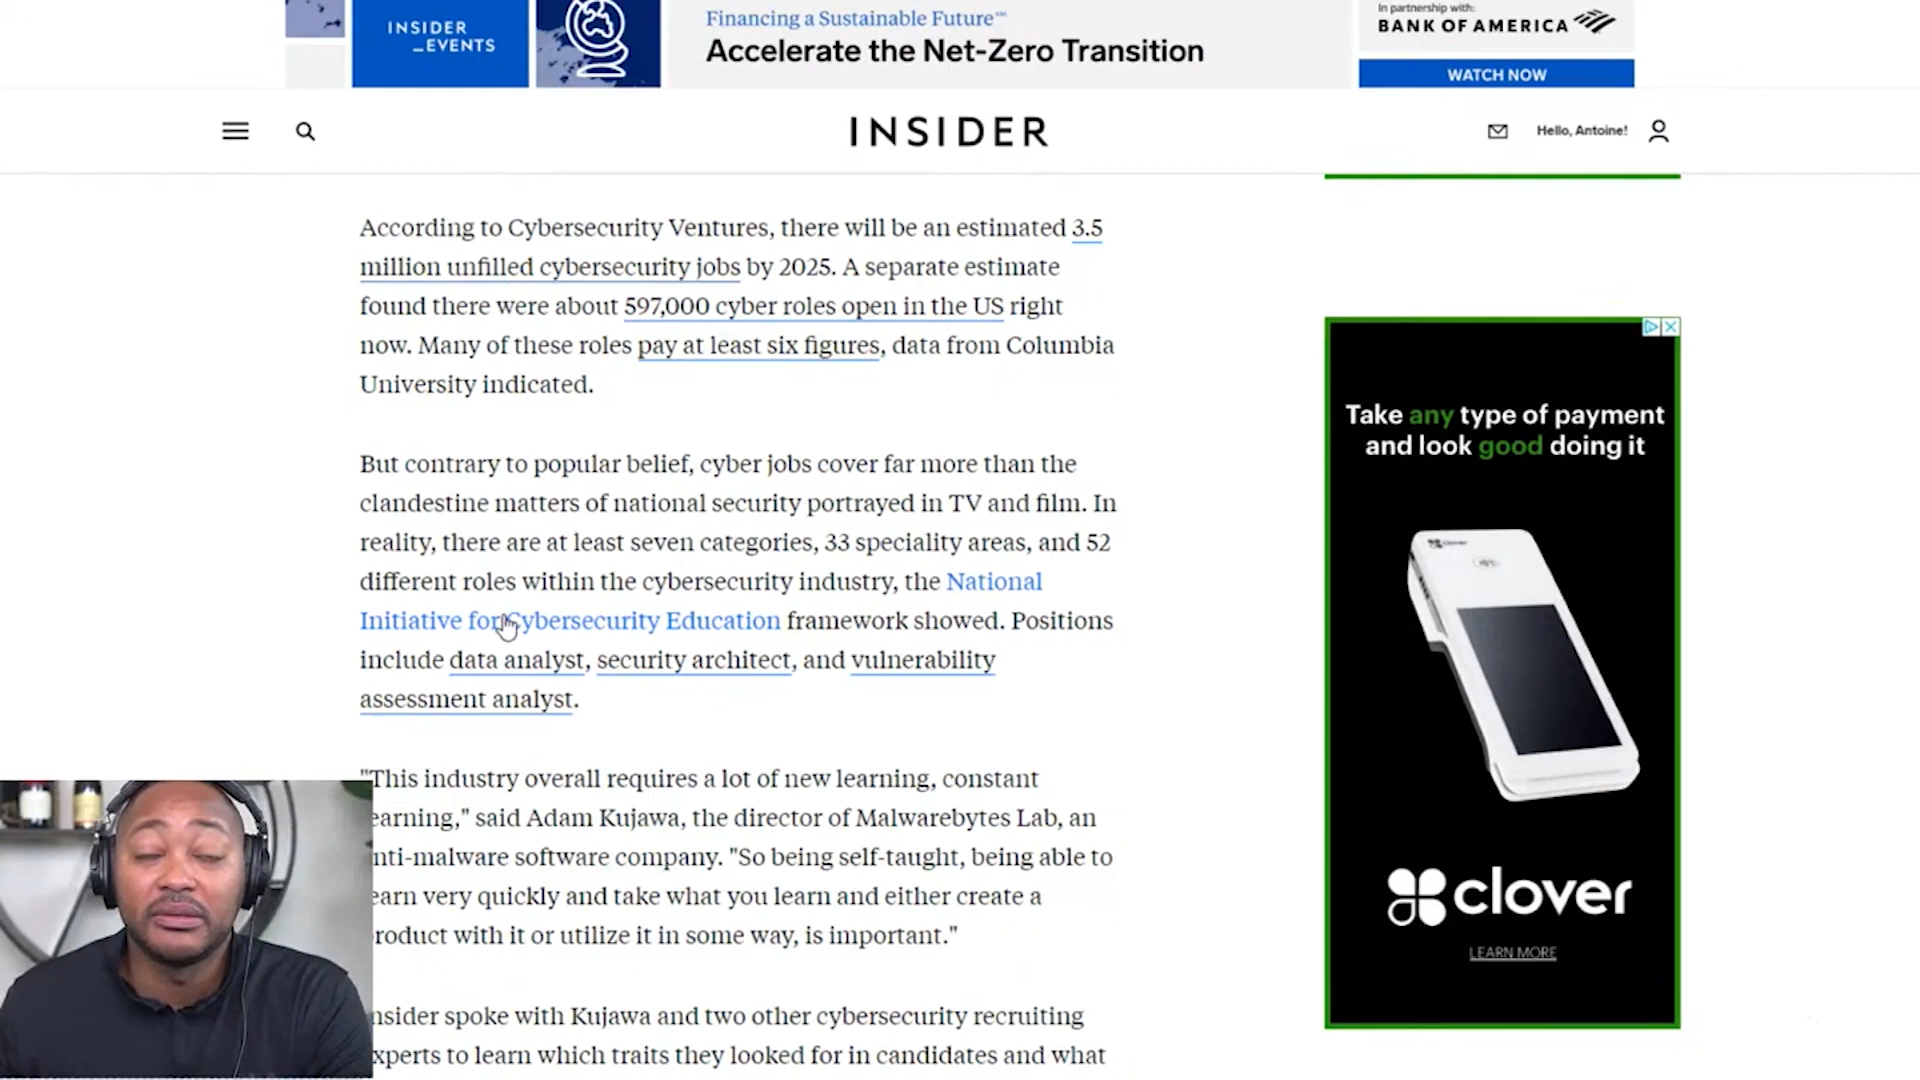 INSIDER
_EVENTS
Financing a Sustainable Future™
Accelerate the Net-Zero Transition
In partnership with:
BANK OF AMERICA
WATCH NOW
INSIDER
Hello, Antoine!
According to Cybersecurity Ventures, there will be an estimated 3.5
million unfilled cybersecurity jobs by 2025. A separate estimate
found there were about 597,000 cyber roles open in the US right
now. Many of these roles pay at least six figures, data from Columbia
University indicated.
But contrary to popular belief, cyber jobs cover far more than the
clandestine matters of national security portrayed in TV and film. In
reality, there are at least seven categories, 33 speciality areas, and 52
different roles within the cybersecurity industry, the National
Initiative for Cybersecurity Education framework showed. Positions
include data analyst, security architect, and vulnerability
assessment analyst.
"This industry overall requires a lot of new learning, constant
earning," said Adam Kujawa, the director of Malwarebytes Lab, an
nti-malware software company. "So being self-taught, being able to
earn very quickly and take what you learn and either create a
product with it or utilize it in some way, is important."
nsider spoke with Kujawa and two other cybersecurity recruiting
xperts to learn which traits they looked for in candidates and what
Take any type of payment
and look good doing it
clover
clover
LEARN MORE